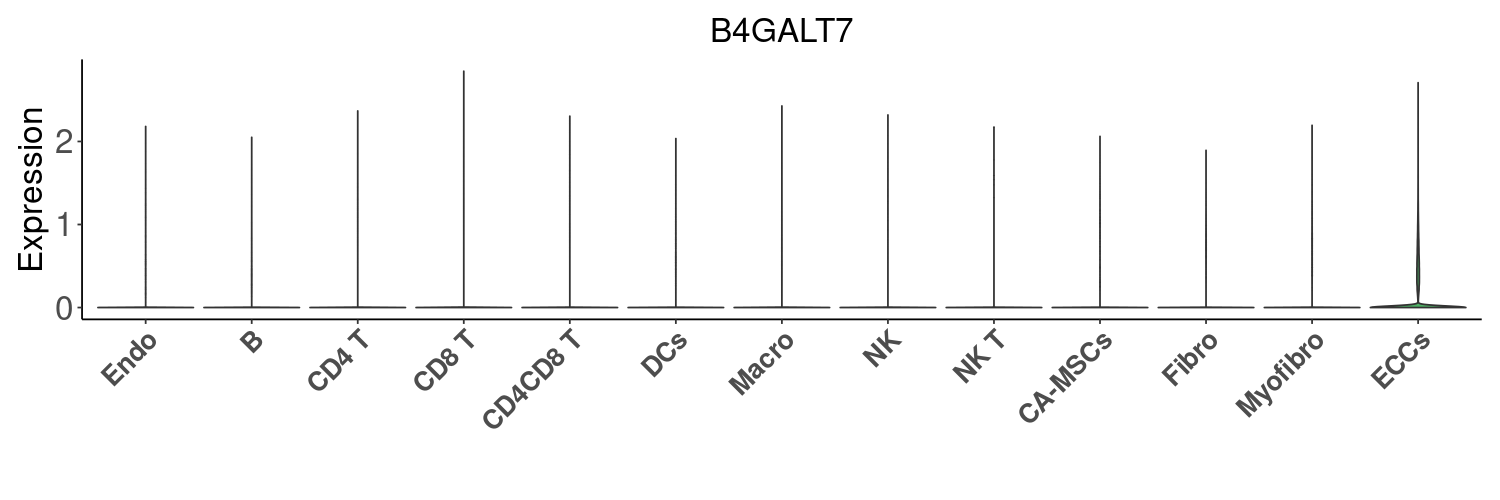 B4GALT7
Expression
2
1
0
Endo
B
CD4 T
CD8 T
CD4CD8 T
DCs
Macro
NK
NK T
CA-MSCs
Fibro
Myofibro
ECCs